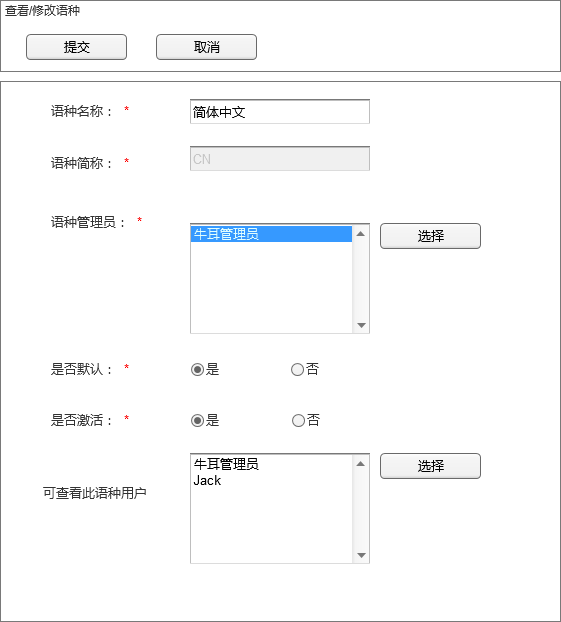 查看/修改语种
提交 取消
语种名称： * 简体中文
语种简称： * CN
语种管理员： *
牛耳管理员 选择
是否默认： * 是 否
是否激活： * 是 否
牛耳管理员 选择
Jack
可查看此语种用户